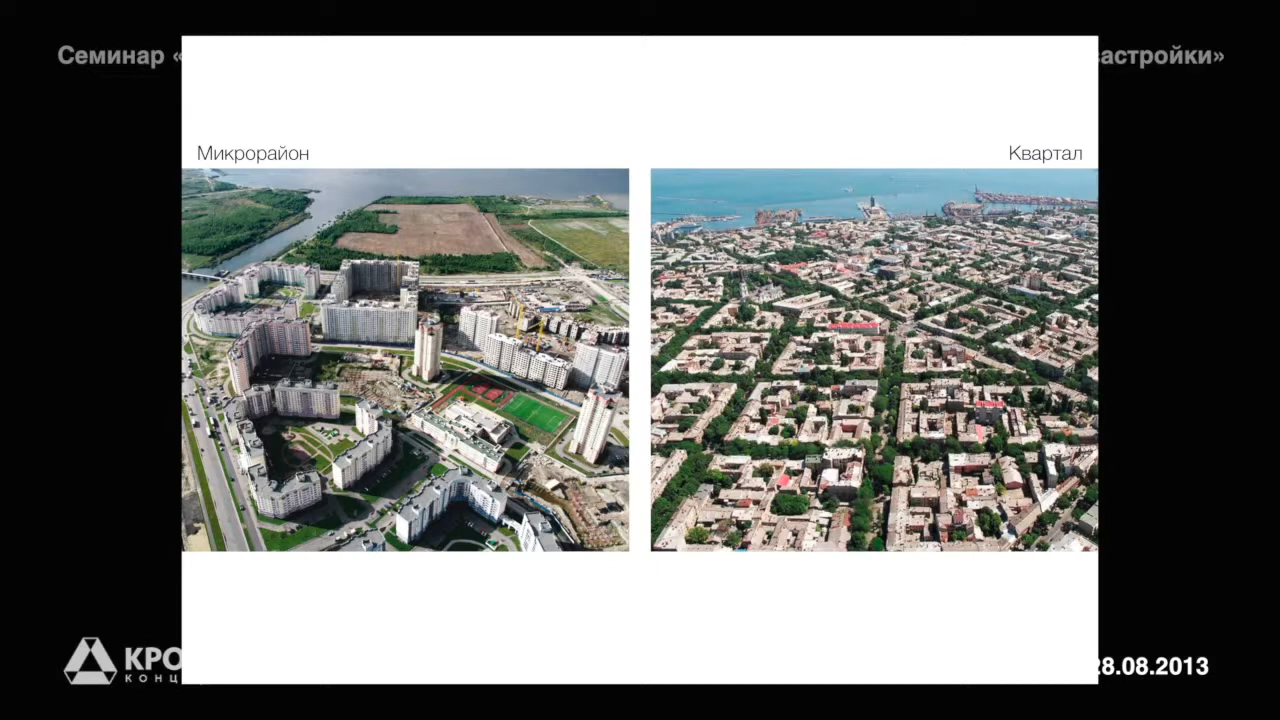 Семинар «
застройки»
Микрорайон
Квартал
КРО
КОНЦ
28.08.2013